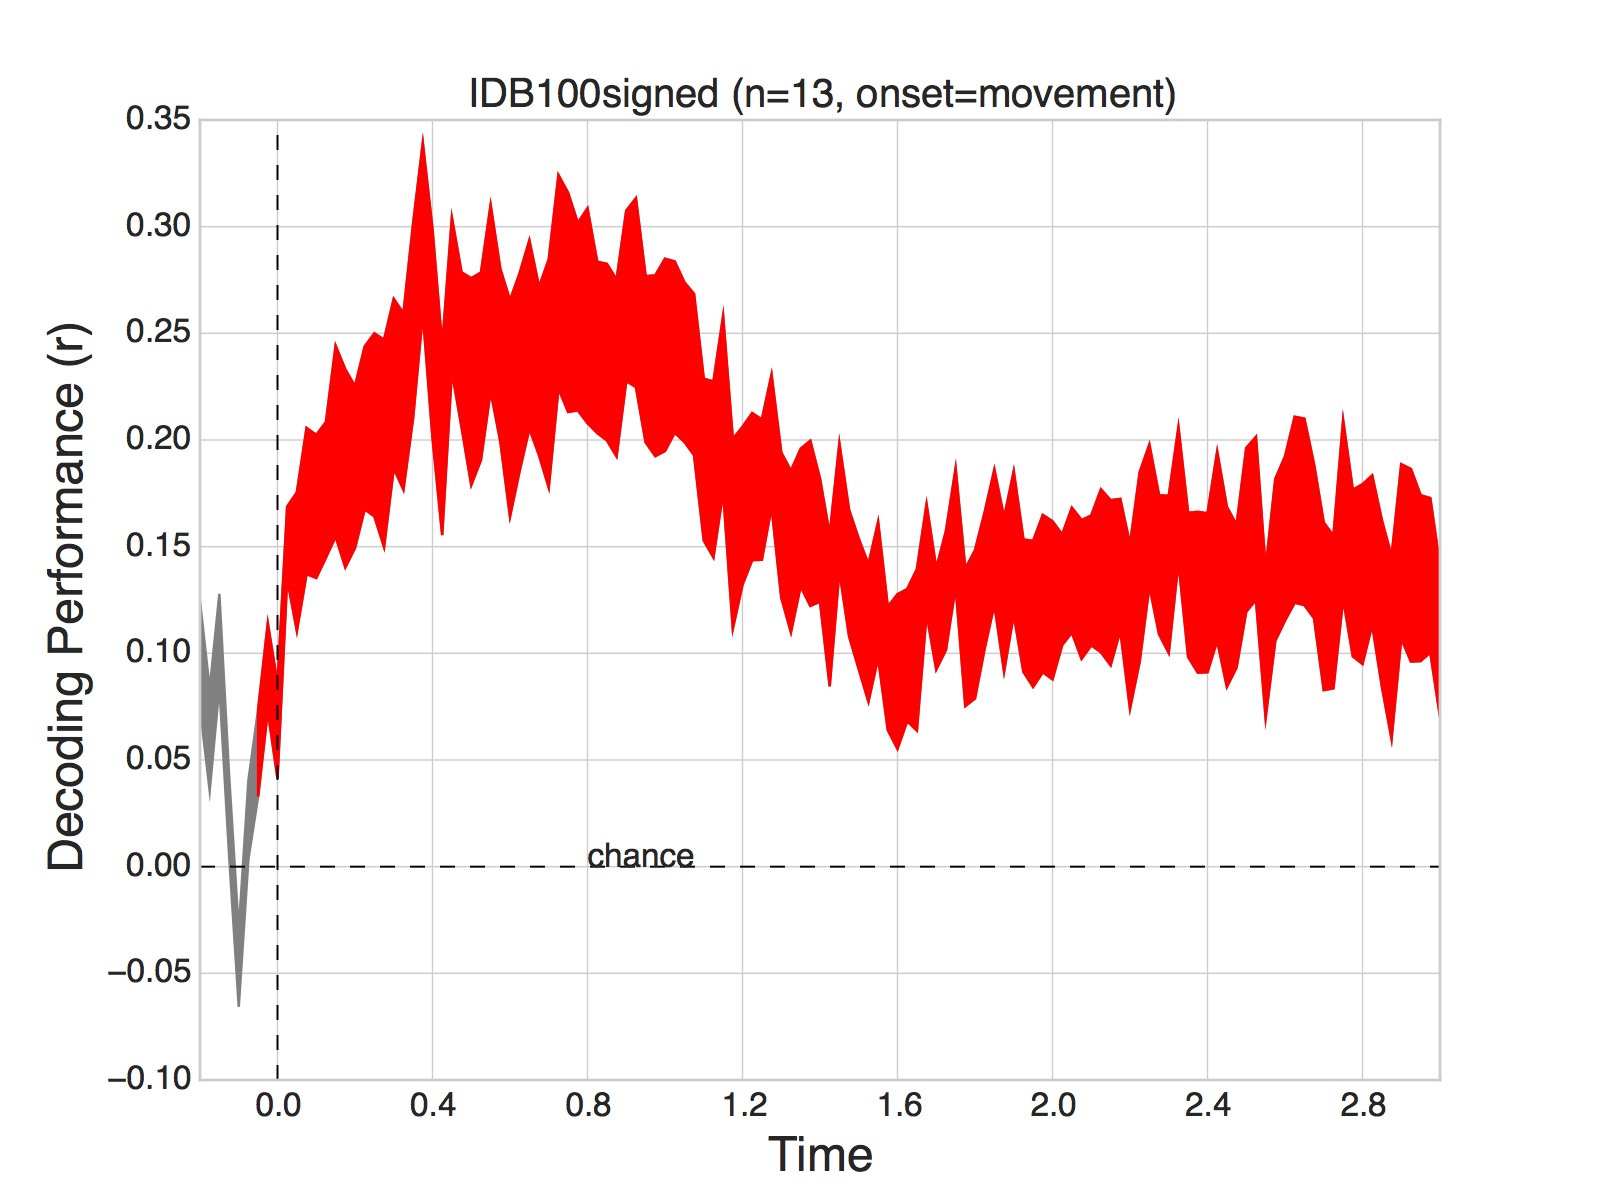 IDB100signed (n=13, onset=movement)
0.35
0.30
0.25
0.20
0.15
0.10
0.05
0.00
−0.05
−0.10
Decoding Performance (r)
chance
0.0 0.4 0.8 1.2 1.6 2.0 2.4 2.8
Time